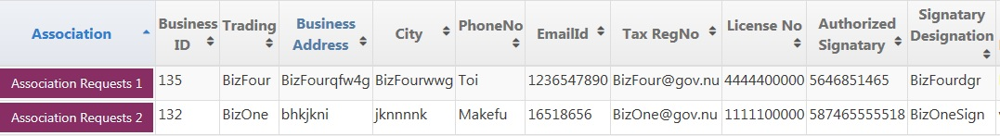 Association Business ID Trading Business Address City PhoneNo EmailId Tax RegNo License No Authorized Signatary Signatary Designation
Association Requests 1 135 BizFour BizFourqfw4g BizFourwwg Toi 1236547890 BizFour@gov.nu 4444400000 5646851465 BizFourdgr
Association Requests 2 132 BizOne bhkjkni jknnnnk Makefu 16518656 BizOne@gov.nu 1111100000 587465555518 BizOneSign